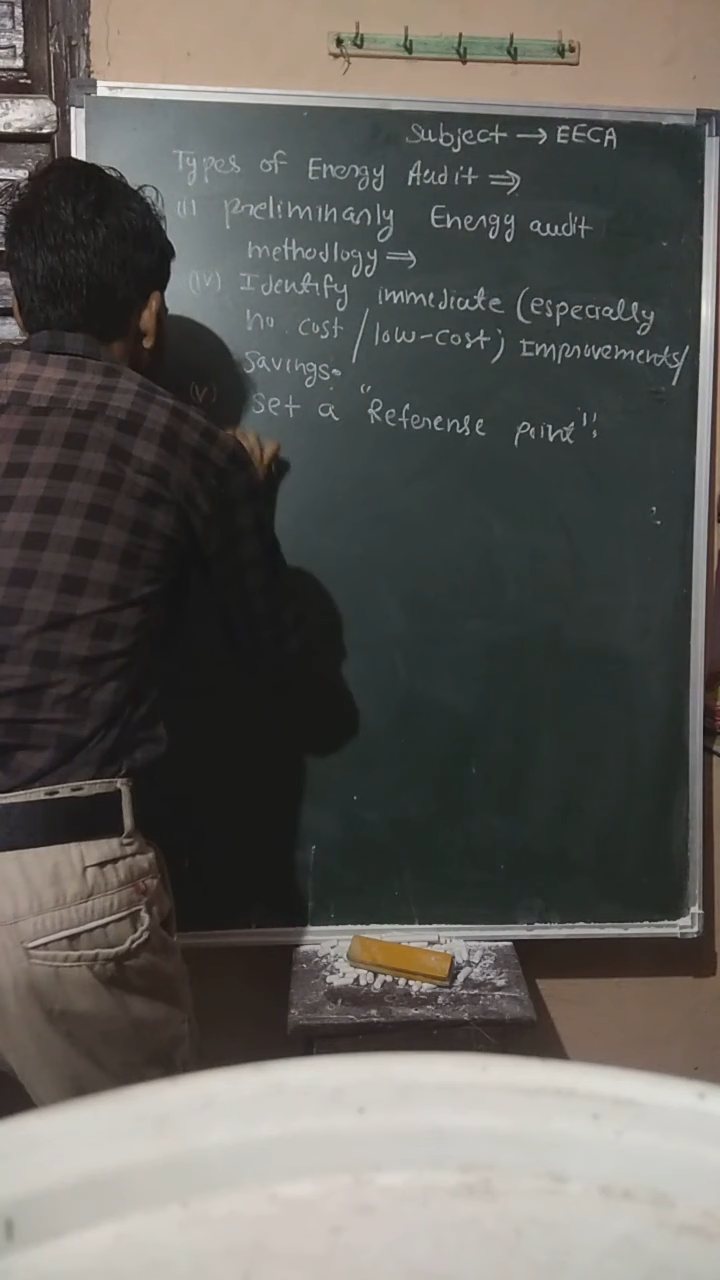 Subject → EECA
Types of Energy Audit ⇒
(i) preliminarly Energy audit
methodlogy ⇒
(iv) Identify immediate (especially
no cost / low-cost) Improvements/
savings.
(v) set a "Referense point".